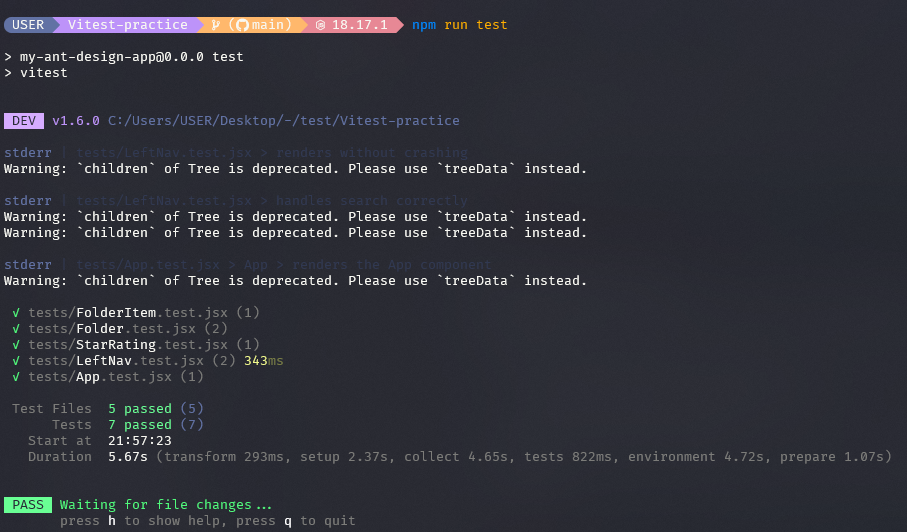 USER Vitest-practice (main) 18.17.1 npm run test
> my-ant-design-app@0.0.0 test
> vitest
DEV v1.6.0 C:/Users/USER/Desktop/~/test/Vitest-practice
stderr | tests/LeftNav.test.jsx > renders without crashing
Warning: `children` of Tree is deprecated. Please use `treeData` instead.
stderr | tests/LeftNav.test.jsx > handles search correctly
Warning: `children` of Tree is deprecated. Please use `treeData` instead.
Warning: `children` of Tree is deprecated. Please use `treeData` instead.
stderr | tests/App.test.jsx > App > renders the App component
Warning: `children` of Tree is deprecated. Please use `treeData` instead.
✓ tests/FolderItem.test.jsx (1)
✓ tests/Folder.test.jsx (2)
✓ tests/StarRating.test.jsx (1)
✓ tests/LeftNav.test.jsx (2) 343ms
✓ tests/App.test.jsx (1)
Test Files 5 passed (5)
Tests 7 passed (7)
Start at 21:57:23
Duration 5.67s (transform 293ms, setup 2.37s, collect 4.65s, tests 822ms, environment 4.72s, prepare 1.07s)
PASS Waiting for file changes...
press h to show help, press q to quit